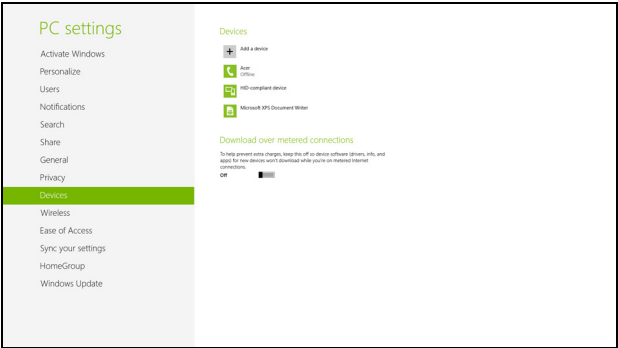 PC settings
Activate Windows
Personalize
Users
Notifications
Search
Share
General
Privacy
Devices
Wireless
Ease of Access
Sync your settings
HomeGroup
Windows Update
Devices
Add a device
Acer
Offline
HID-compliant device
Microsoft XPS Document Writer
Download over metered connections
To help prevent extra charges, keep this off so device software (drivers, info, and
apps) for new devices won't download while you're on metered Internet
connections.
Off